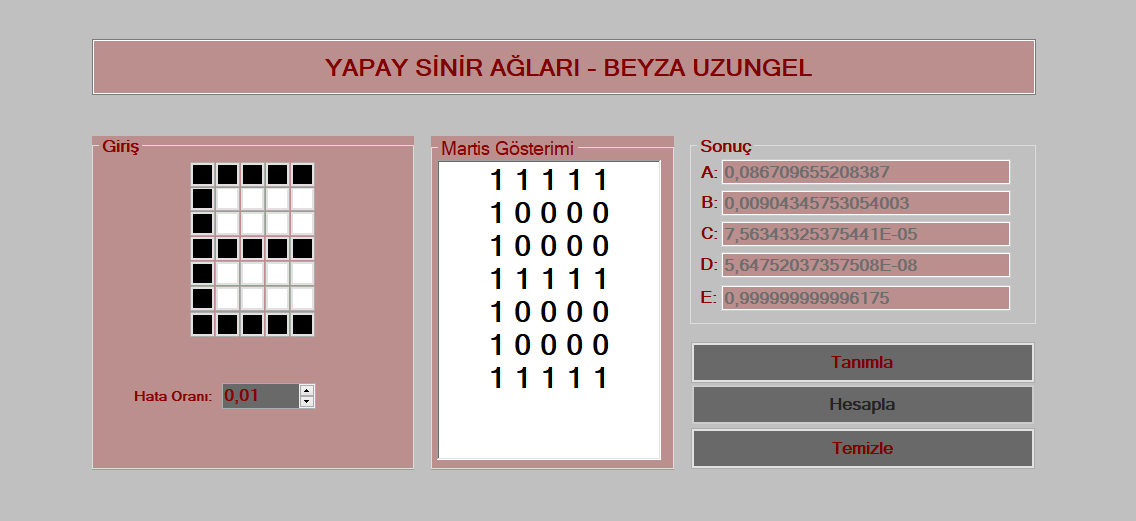 YAPAY SİNİR AĞLARI - BEYZA UZUNGEL
Giriş
Hata Oranı: 0,01
Martis Gösterimi
1 1 1 1 1
1 0 0 0 0
1 0 0 0 0
1 1 1 1 1
1 0 0 0 0
1 0 0 0 0
1 1 1 1 1
Sonuç
A: 0,086709655208387
B: 0,00904345753054003
C: 7,56343325375441E-05
D: 5,64752037357508E-08
E: 0,999999999996175
Tanımla
Hesapla
Temizle